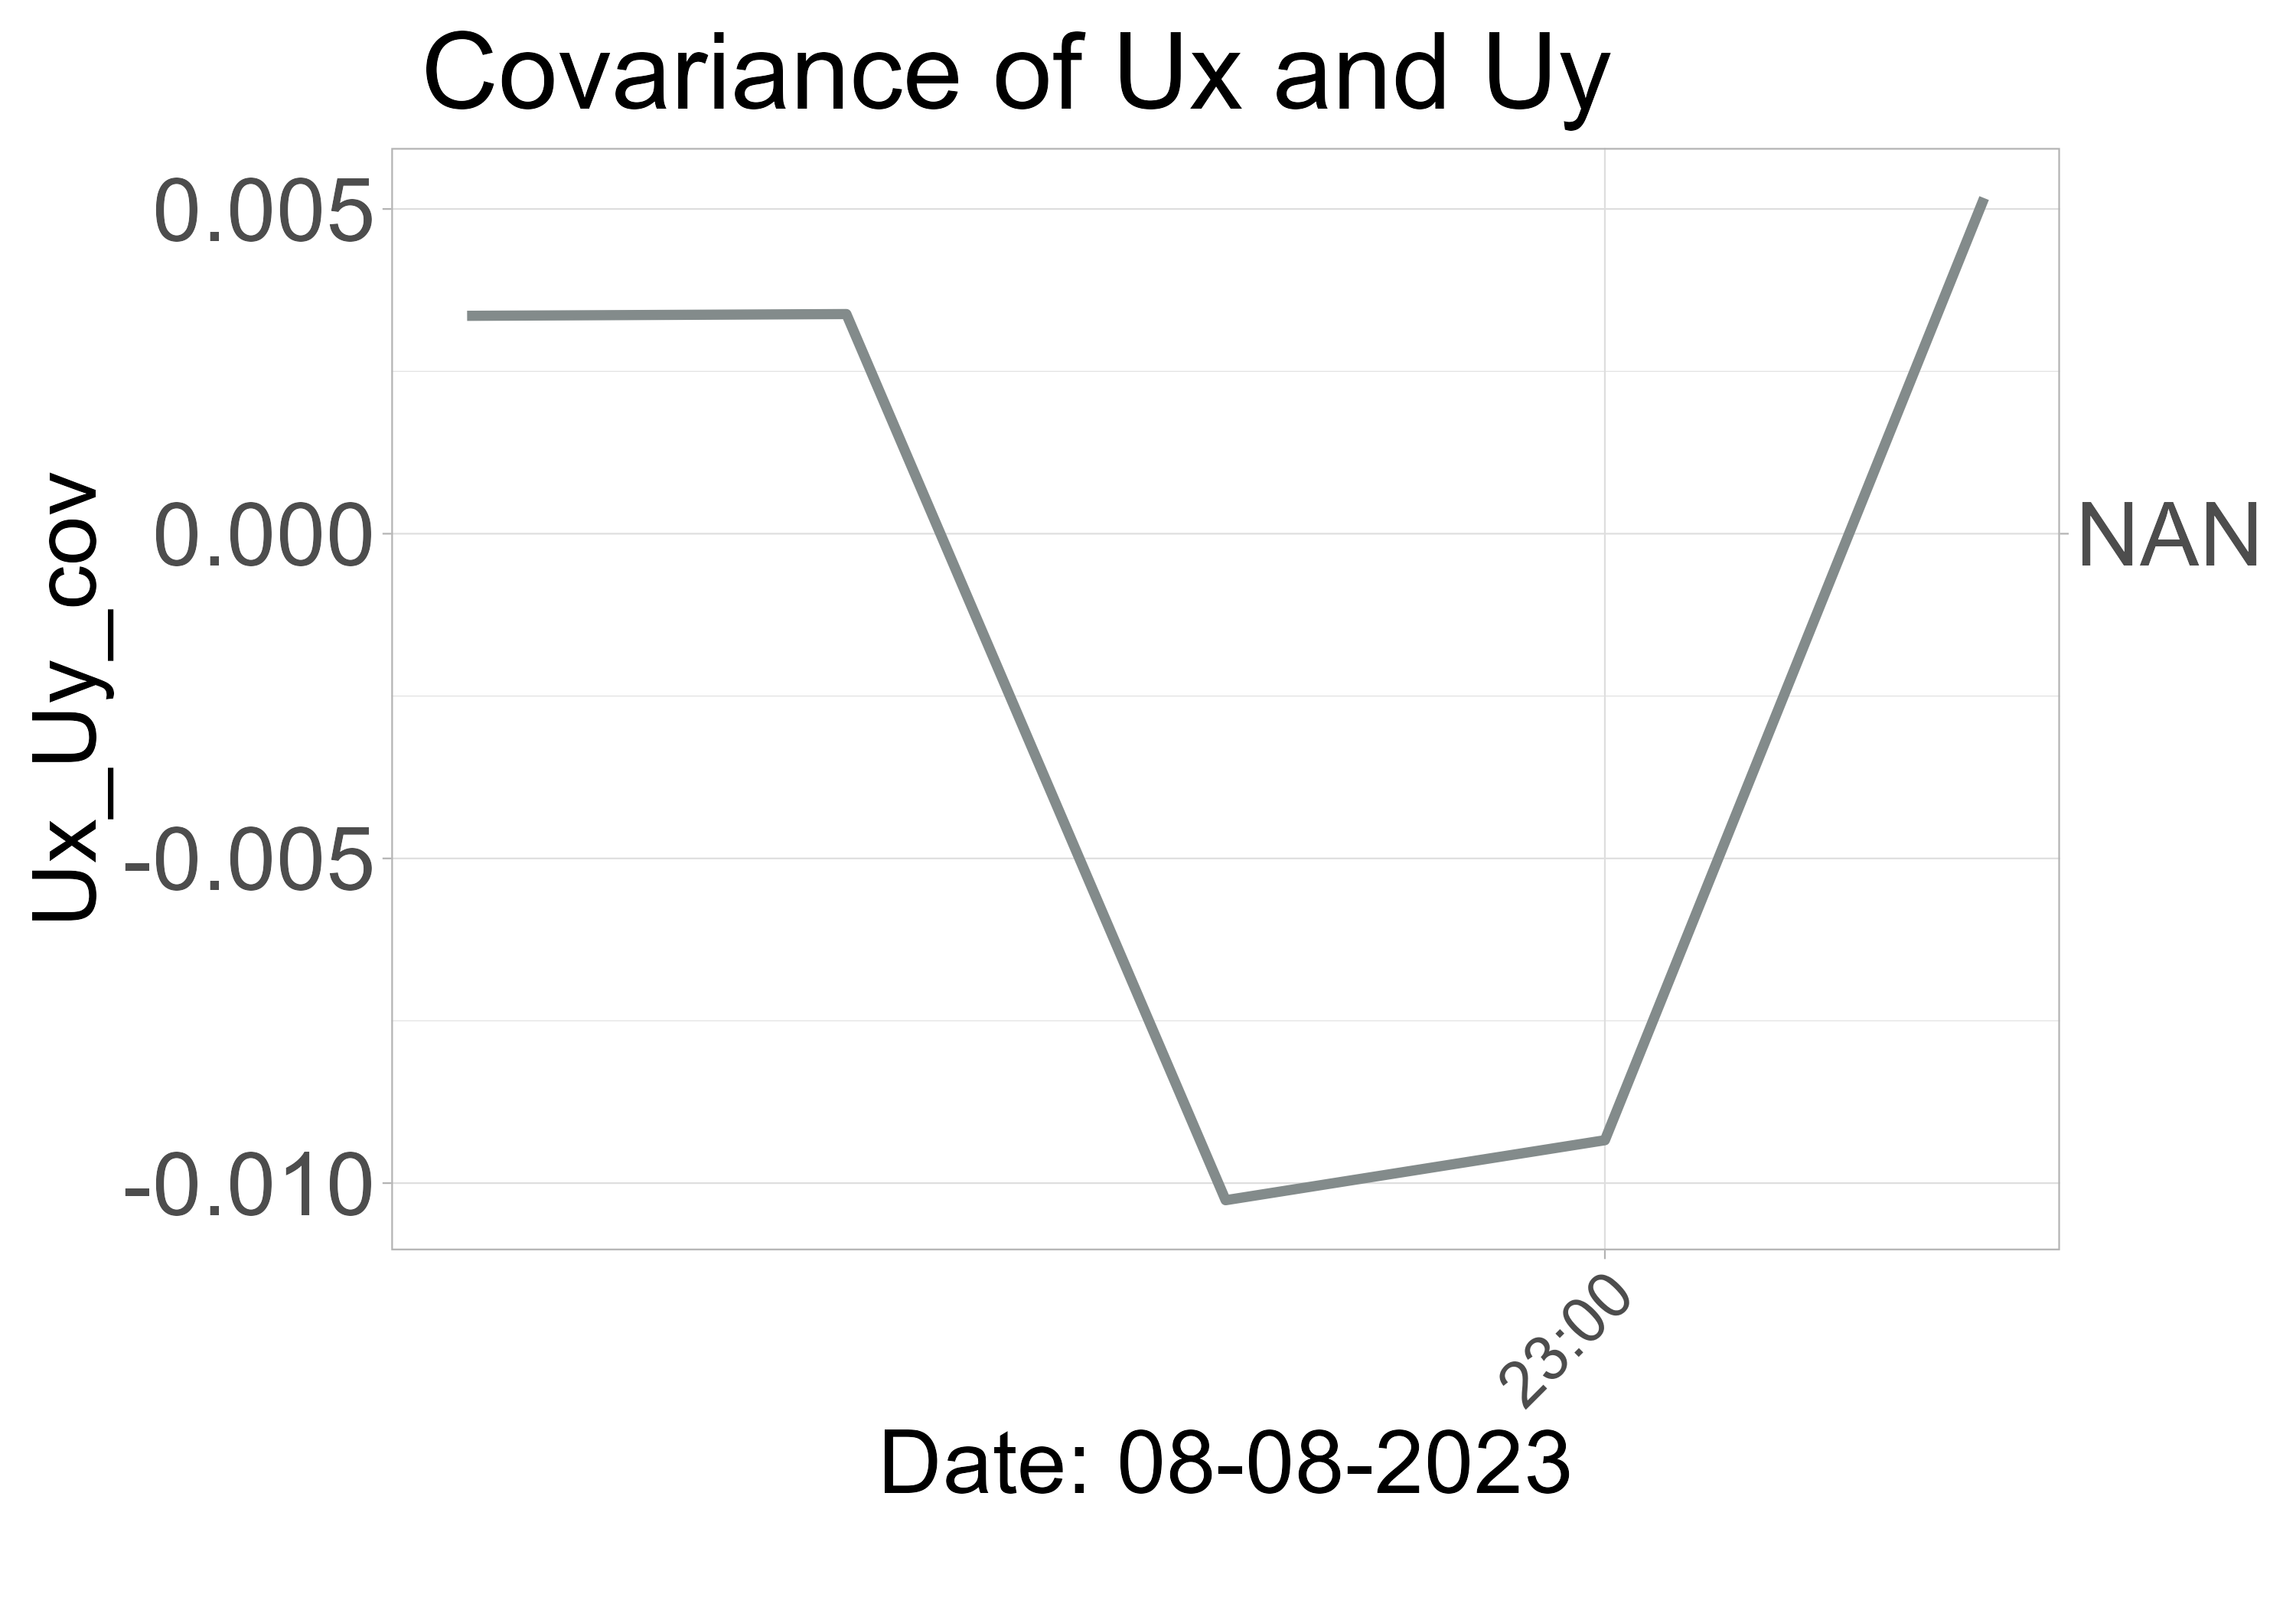 Covariance of Ux and Uy
Ux_Uy_cov
0.005
0.000
-0.005
-0.010
NAN
23:00
Date: 08-08-2023